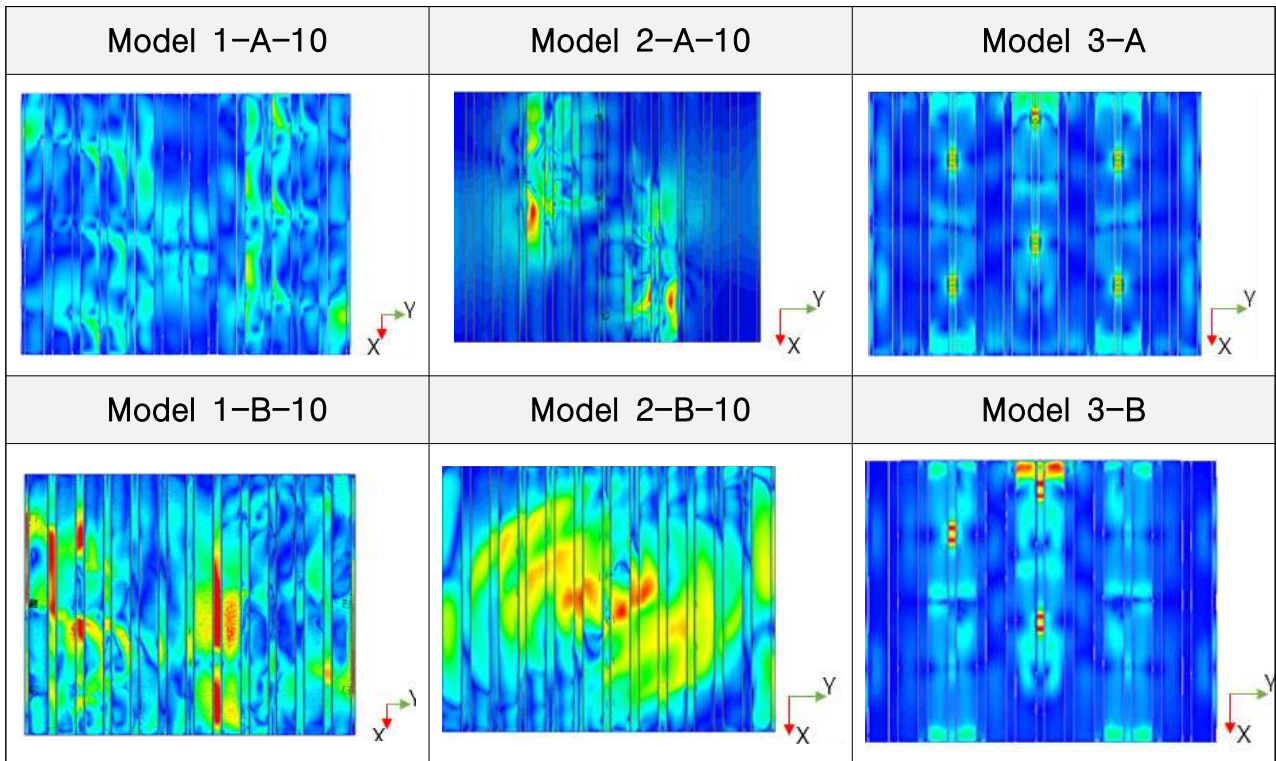 Model 1-A-10
Model 2-A-10
Model 3-A
Y
X
Y
X
Y
X
Model 1-B-10
Model 2-B-10
Model 3-B
Y
X
Y
X
Y
X